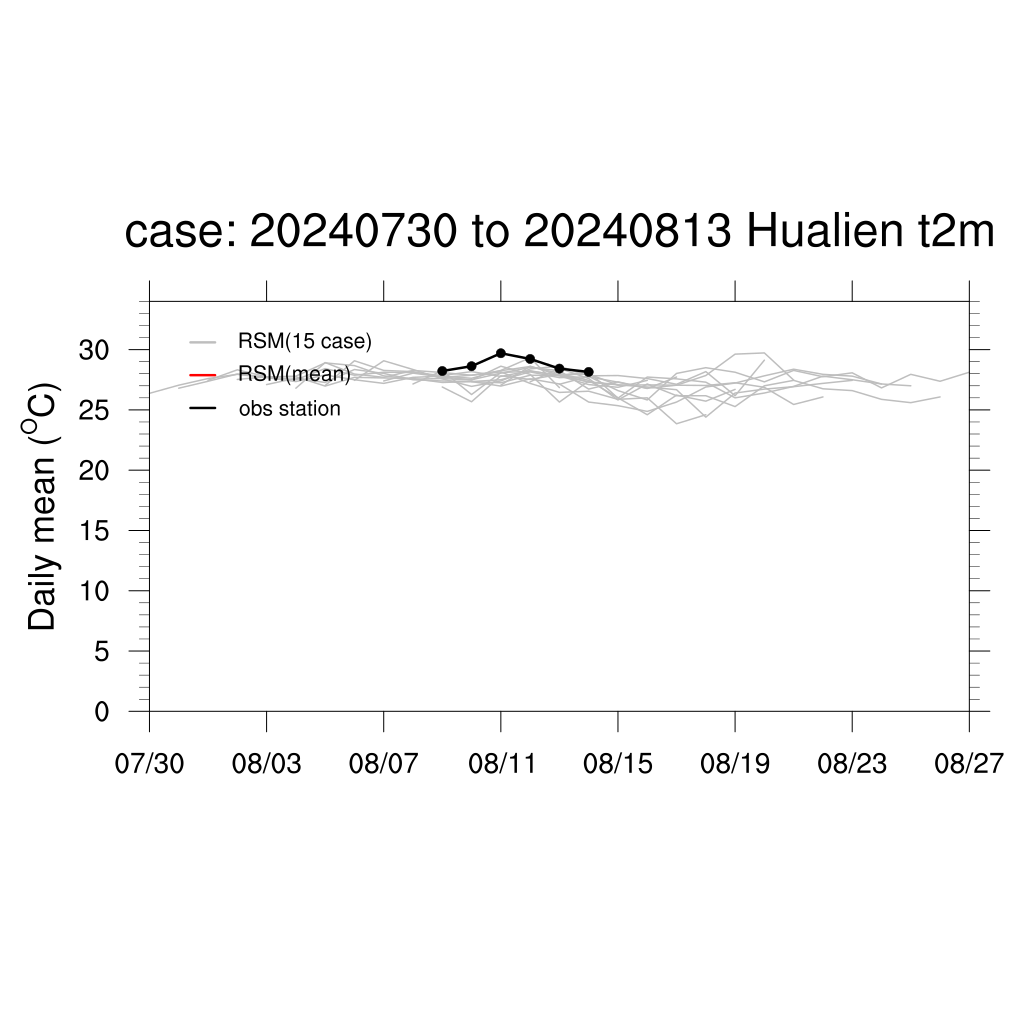 case: 20240730 to 20240813 Hualien t2m
RSM(15 case)
RSM(mean)
obs station
Daily mean (°C)
30
25
20
15
10
5
0
07/30 08/03 08/07 08/11 08/15 08/19 08/23 08/27